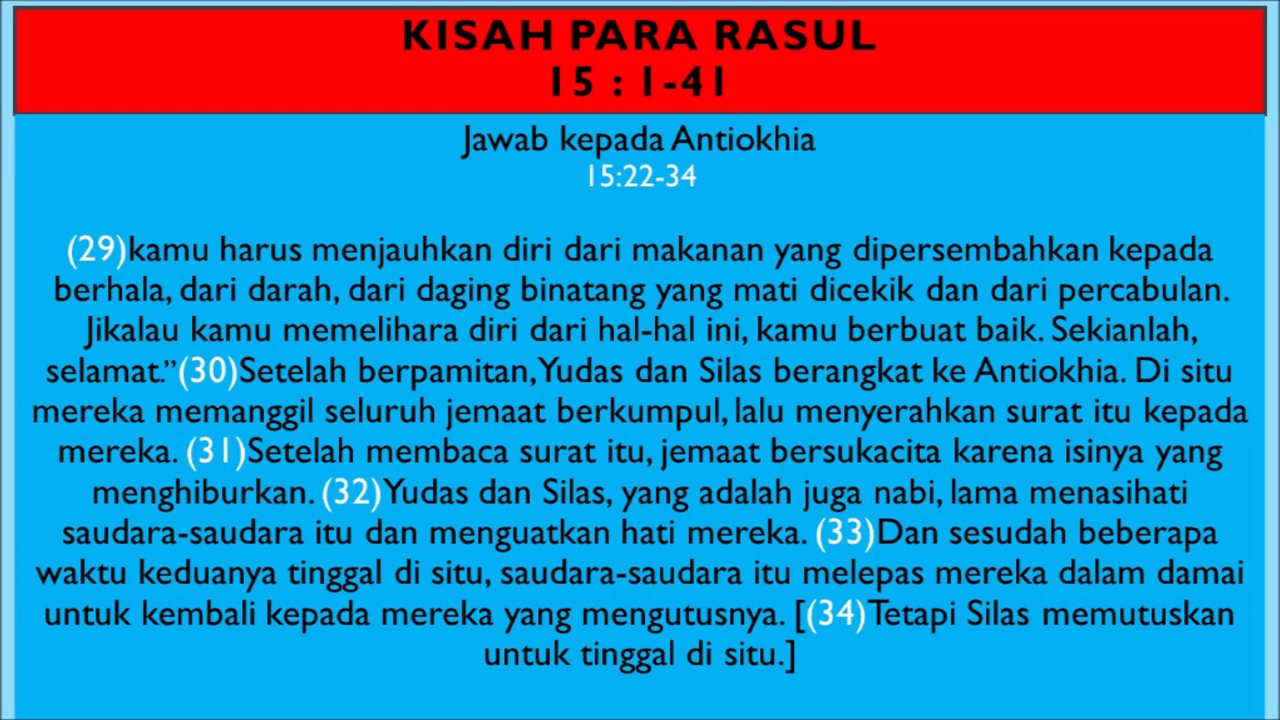 KISAH PARA RASUL
15 : 1-41
Jawab kepada Antiokhia
15:22-34
(29)kamu harus menjauhkan diri dari makanan yang dipersembahkan kepada
berhala, dari darah, dari daging binatang yang mati dicekik dan dari percabulan.
Jikalau kamu memelihara diri dari hal-hal ini, kamu berbuat baik. Sekianlah,
selamat.”(30)Setelah berpamitan,Yudas dan Silas berangkat ke Antiokhia. Di situ
mereka memanggil seluruh jemaat berkumpul, lalu menyerahkan surat itu kepada
mereka. (31)Setelah membaca surat itu, jemaat bersukacita karena isinya yang
menghiburkan. (32)Yudas dan Silas, yang adalah juga nabi, lama menasihati
saudara-saudara itu dan menguatkan hati mereka. (33)Dan sesudah beberapa
waktu keduanya tinggal di situ, saudara-saudara itu melepas mereka dalam damai
untuk kembali kepada mereka yang mengutusnya. [(34)Tetapi Silas memutuskan
untuk tinggal di situ.]